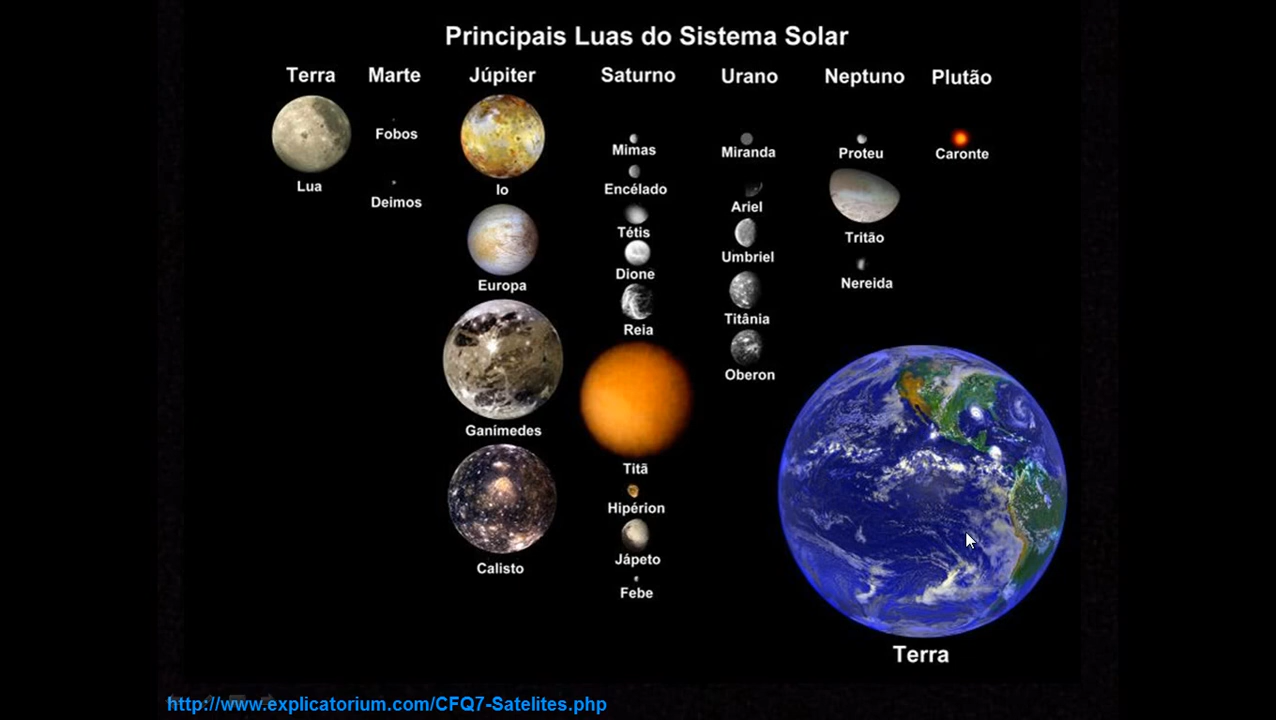 Principais Luas do Sistema Solar
Terra Marte Júpiter Saturno Urano Neptuno Plutão
Lua
Fobos
Deimos
Io
Europa
Ganímedes
Calisto
Mimas
Encélado
Tétis
Dione
Reia
Titã
Hipérion
Jápeto
Febe
Miranda
Ariel
Umbriel
Titânia
Oberon
Proteu
Tritão
Nereida
Caronte
Terra
http://www.explicatorium.com/CFQ7-Satelites.php